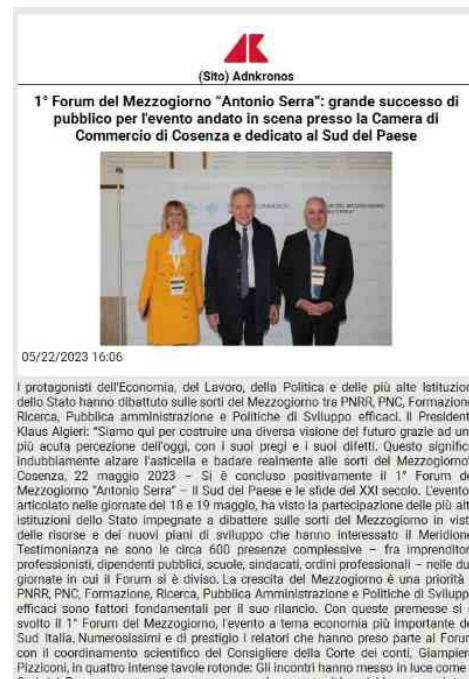 (Sito) Adnkronos
1° Forum del Mezzogiorno "Antonio Serra": grande successo di
pubblico per l'evento andato in scena presso la Camera di
Commercio di Cosenza e dedicato al Sud del Paese
05/22/2023 16:06
I protagonisti dell'Economia, del Lavoro, della Politica e delle più alte Istituzion
dello Stato hanno dibattuto sulle sorti del Mezzogiorno tra PNRR, PNC, Formazione
Ricerca, Pubblica amministrazione e Politiche di Sviluppo efficaci. Il President
Klaus Algieri: "Siamo qui per costruire una diversa visione del futuro grazie ad un
più acuta percezione dell'oggi, con i suoi pregi e i suoi difetti. Questo signific
indubbiamente alzare l'asticella e badare realmente alle sorti del Mezzogiorno"
Cosenza, 22 maggio 2023 – Si è concluso positivamente il 1° Forum de
Mezzogiorno "Antonio Serra" – Il Sud del Paese e le sfide del XXI secolo. L'evento
articolato nelle giornate del 18 e 19 maggio, ha visto la partecipazione delle più alt
istituzioni dello Stato impegnate a dibattere sulle sorti del Mezzogiorno in vist
delle risorse e dei nuovi piani di sviluppo che hanno interessato il Meridione
Testimonianza ne sono le circa 600 presenze complessive – fra imprenditor
professionisti, dipendenti pubblici, scuole, sindacati, ordini professionali – nelle du
giornate in cui il Forum si è diviso. La crescita del Mezzogiorno è una priorità
PNRR, PNC, Formazione, Ricerca, Pubblica Amministrazione e Politiche di Svilupp
efficaci sono fattori fondamentali per il suo rilancio. Con queste premesse si
svolto il 1° Forum del Mezzogiorno, l'evento a tema economia più importante de
Sud Italia. Numerosissimi e di prestigio i relatori che hanno preso parte al Forum
con il coordinamento scientifico del Consigliere della Corte dei conti, Giampier
Pizziconi, in quattro intense tavole rotonde: Gli incontri hanno messo in luce come